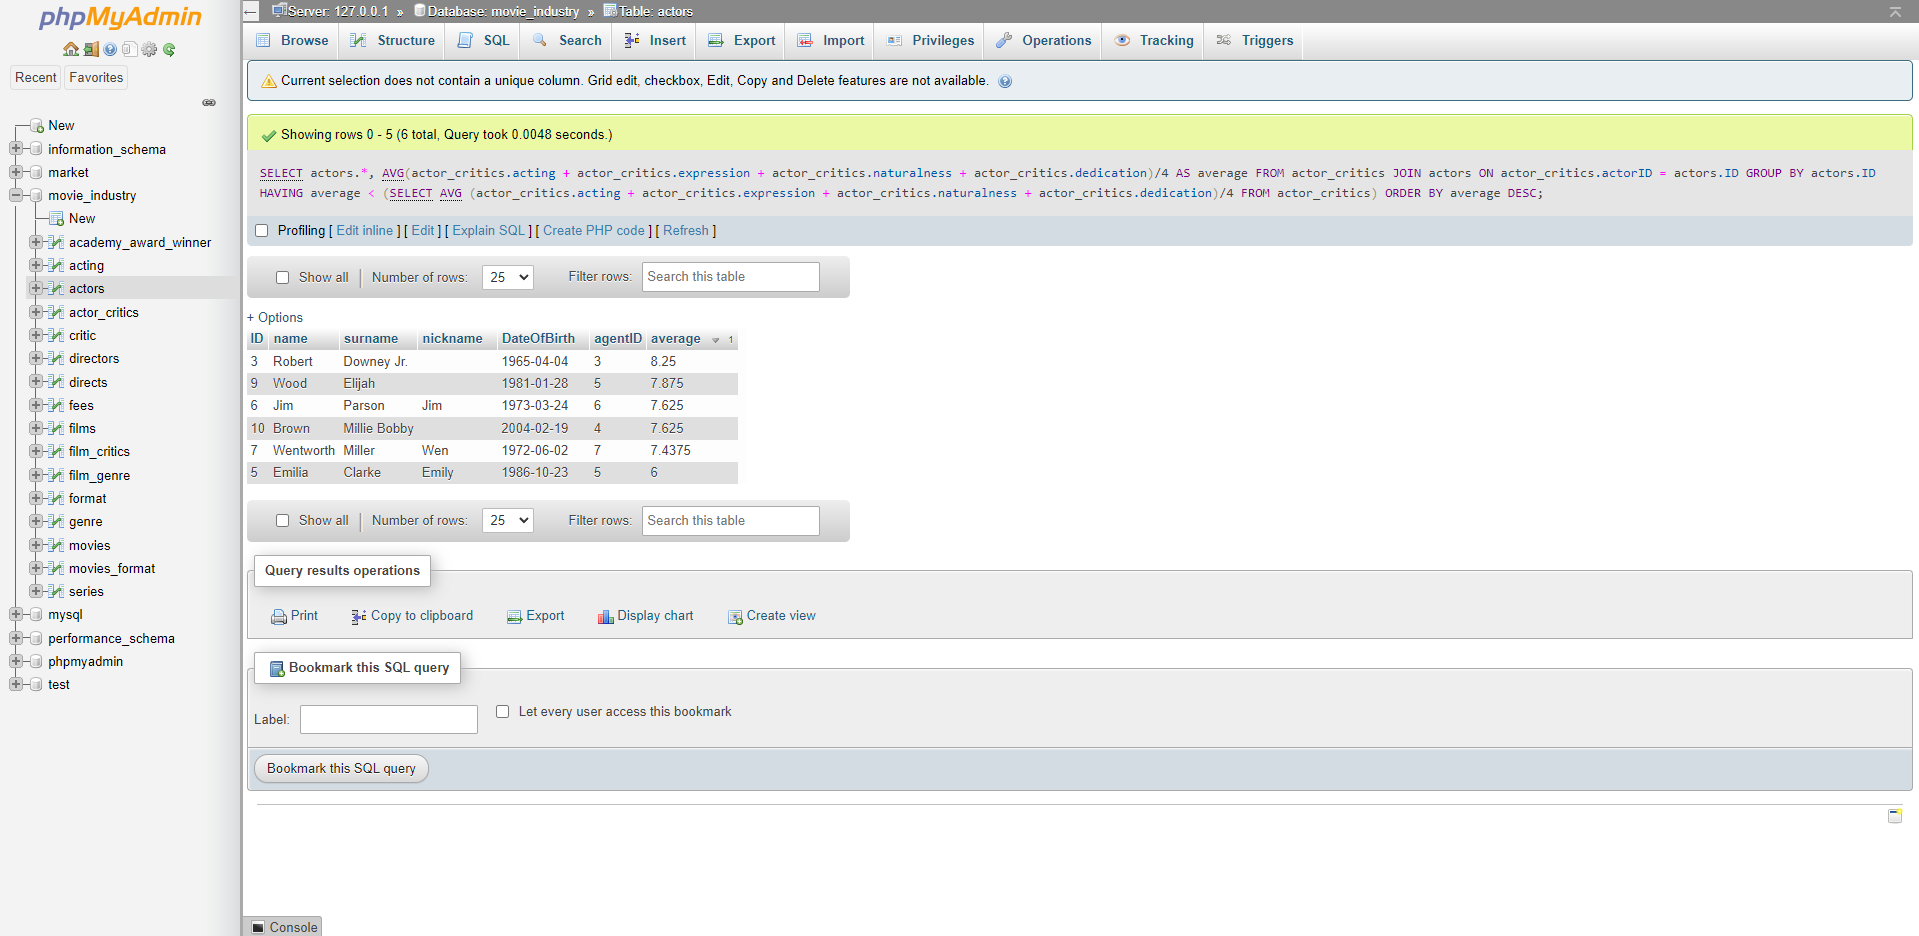 phpMyAdmin
Recent Favorites
New
information_schema
market
movie_industry
New
academy_award_winner
acting
actors
actor_critics
critic
directors
directs
fees
films
film_critics
film_genre
format
genre
movies
movies_format
series
mysql
performance_schema
phpmyadmin
test
Server: 127.0.0.1 » Database: movie_industry » Table: actors
Browse Structure SQL Search Insert Export Import Privileges Operations Tracking Triggers
Current selection does not contain a unique column. Grid edit, checkbox, Edit, Copy and Delete features are not available.
Showing rows 0 - 5 (6 total, Query took 0.0048 seconds.)
SELECT actors.*, AVG(actor_critics.acting + actor_critics.expression + actor_critics.naturalness + actor_critics.dedication)/4 AS average FROM actor_critics JOIN actors ON actor_critics.actorID = actors.ID GROUP BY actors.ID
HAVING average < (SELECT AVG (actor_critics.acting + actor_critics.expression + actor_critics.naturalness + actor_critics.dedication)/4 FROM actor_critics) ORDER BY average DESC;
Profiling [ Edit inline ] [ Edit ] [ Explain SQL ] [ Create PHP code ] [ Refresh ]
Show all | Number of rows: 25 Filter rows: Search this table
+ Options
ID name surname nickname DateOfBirth agentID average 1
3 Robert Downey Jr. 1965-04-04 3 8.25
9 Wood Elijah 1981-01-28 5 7.875
6 Jim Parson Jim 1973-03-24 6 7.625
10 Brown Millie Bobby 2004-02-19 4 7.625
7 Wentworth Miller Wen 1972-06-02 7 7.4375
5 Emilia Clarke Emily 1986-10-23 5 6
Show all | Number of rows: 25 Filter rows: Search this table
Query results operations
Print Copy to clipboard Export Display chart Create view
Bookmark this SQL query
Label: Let every user access this bookmark
Bookmark this SQL query
Console